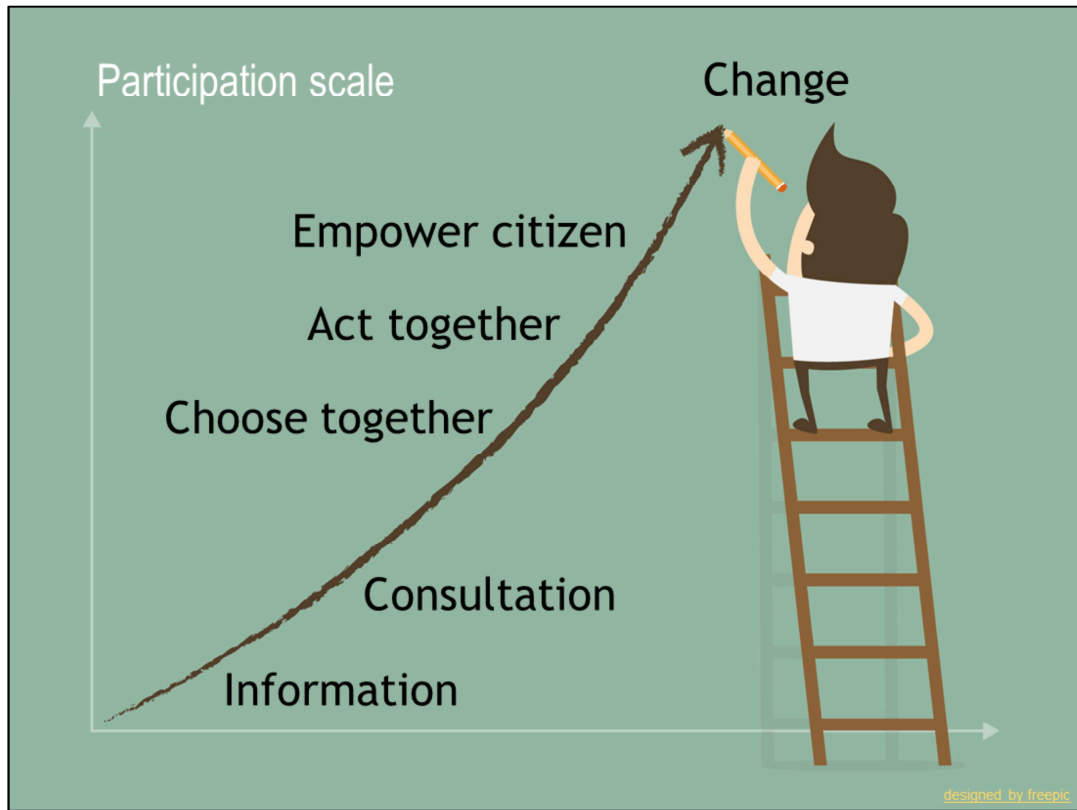 Participation scale
Change
Empower citizen
Act together
Choose together
Consultation
Information
designed by freepic